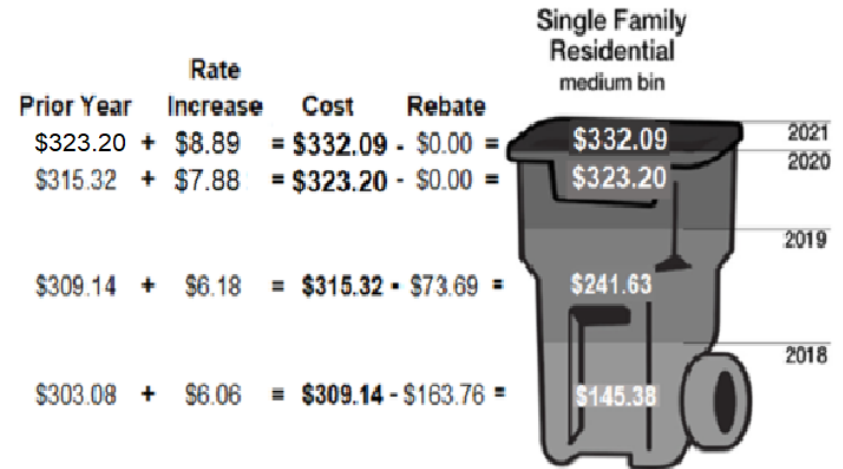 Single Family
Residential
medium bin
Rate
Prior Year Increase Cost Rebate
$323.20 + $8.89 = $332.09 - $0.00 = $332.09 2021
$315.32 + $7.88 = $323.20 - $0.00 = $323.20 2020
2019
$309.14 + $6.18 = $315.32 - $73.69 = $241.63
2018
$303.08 + $6.06 = $309.14 - $163.76 = $145.38